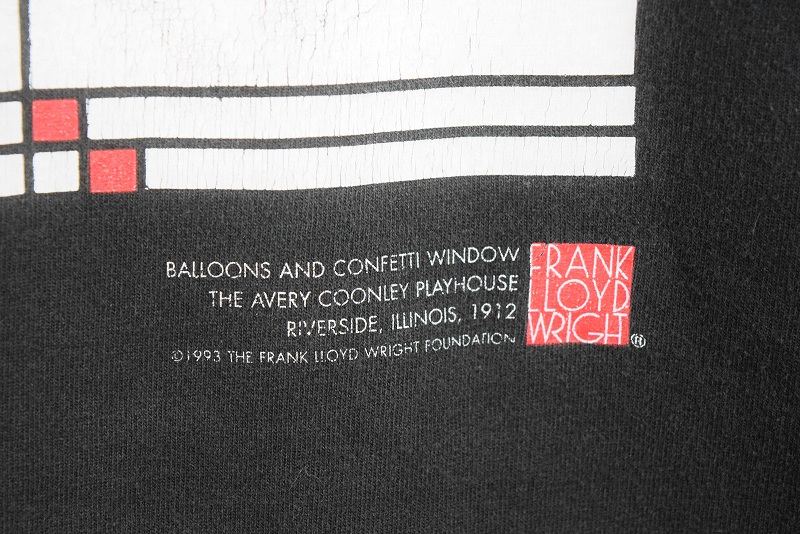 BALLOONS AND CONFETTI WINDOW
THE AVERY COONLEY PLAYHOUSE
RIVERSIDE, ILLINOIS, 1912
©1993 THE FRANK LLOYD WRIGHT FOUNDATION
FRANK
LLOYD
WRIGHT®